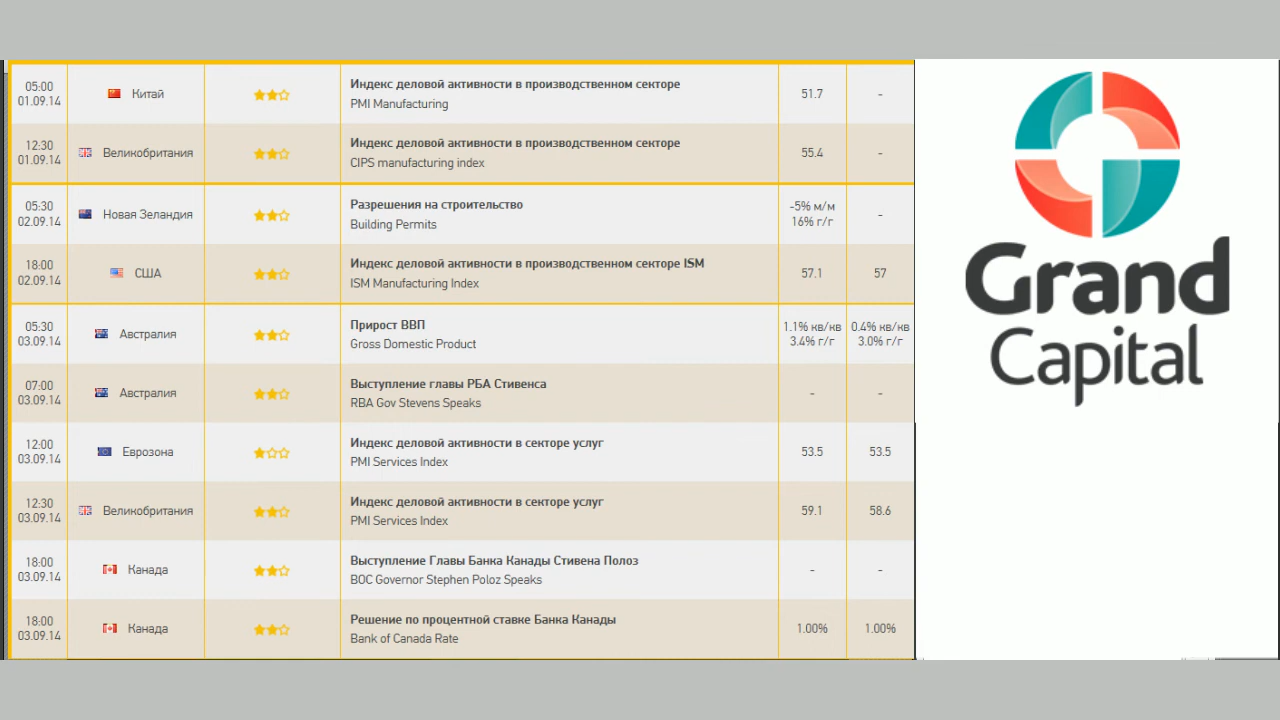 05:00
01.09.14
Китай
Индекс деловой активности в производственном секторе
PMI Manufacturing
51.7
-
12:30
01.09.14
Великобритания
Индекс деловой активности в производственном секторе
CIPS manufacturing index
55.4
-
05:30
02.09.14
Новая Зеландия
Разрешения на строительство
Building Permits
-5% м/м
16% г/г
-
18:00
02.09.14
США
Индекс деловой активности в производственном секторе ISM
ISM Manufacturing Index
57.1
57
05:30
03.09.14
Австралия
Прирост ВВП
Gross Domestic Product
1.1% кв/кв
3.4% г/г
0.4% кв/кв
3.0% г/г
07:00
03.09.14
Австралия
Выступление главы РБА Стивенса
RBA Gov Stevens Speaks
-
-
12:00
03.09.14
Еврозона
Индекс деловой активности в секторе услуг
PMI Services Index
53.5
53.5
12:30
03.09.14
Великобритания
Индекс деловой активности в секторе услуг
PMI Services Index
59.1
58.6
18:00
03.09.14
Канада
Выступление Главы Банка Канады Стивена Полоз
BOC Governor Stephen Poloz Speaks
-
-
18:00
03.09.14
Канада
Решение по процентной ставке Банка Канады
Bank of Canada Rate
1.00%
1.00%
Grand
Capital